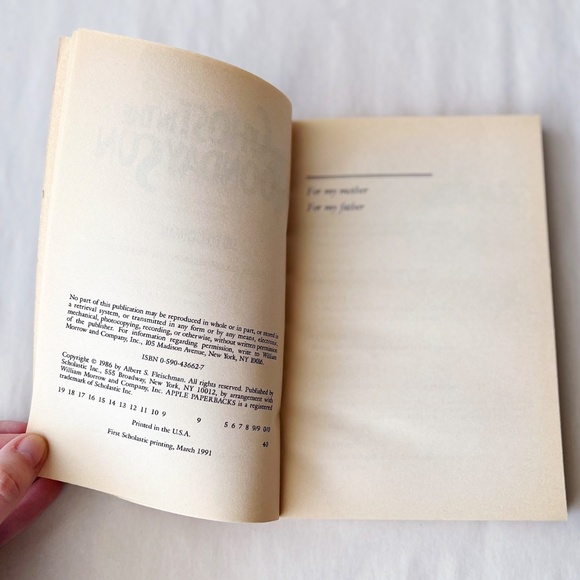 No part of this publication may be reproduced in whole or in part, or stored in
a retrieval system, or transmitted in any form or by any means, electronic,
mechanical, photocopying, recording, or otherwise, without written permission
of the publisher. For information regarding permission, write to William
Morrow and Company, Inc., 105 Madison Avenue, New York, NY 10016.
ISBN 0-590-43662-7
Copyright © 1986 by Albert S. Fleischman. All rights reserved. Published by
Scholastic Inc., 555 Broadway, New York, NY 10012, by arrangement with
William Morrow and Company, Inc. APPLE PAPERBACKS is a registered
trademark of Scholastic Inc.
19 18 17 16 15 14 13 12 11 10 9 9 5 6 7 8 9/9 0/0
Printed in the U.S.A. 40
First Scholastic printing, March 1991
For my mother
For my father